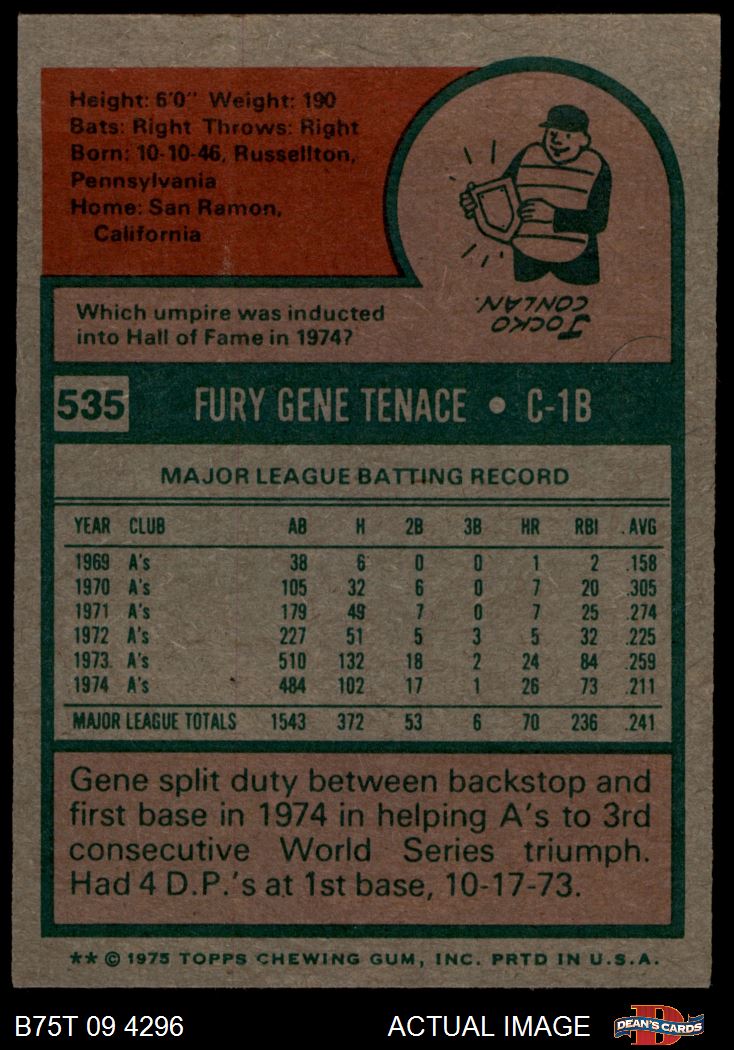 Height: 6'0" Weight: 190
Bats: Right Throws: Right
Born: 10-10-46, Russellton,
Pennsylvania
Home: San Ramon,
California
JOCKO
CONLAN.
Which umpire was inducted
into Hall of Fame in 1974?
535 FURY GENE TENACE • C-1B
MAJOR LEAGUE BATTING RECORD
YEAR CLUB AB H 2B 3B HR RBI .AVG
1969 A's 38 6 0 0 1 2 .158
1970 A's 105 32 6 0 7 20 .305
1971 A's 179 49 7 0 7 25 .274
1972 A's 227 51 5 3 5 32 .225
1973 A's 510 132 18 2 24 84 .259
1974 A's 484 102 17 1 26 73 .211
MAJOR LEAGUE TOTALS 1543 372 53 6 70 236 .241
Gene split duty between backstop and
first base in 1974 in helping A's to 3rd
consecutive World Series triumph.
Had 4 D.P.'s at 1st base, 10-17-73.
** © 1975 TOPPS CHEWING GUM, INC. PRTD IN U.S.A.
B75T 09 4296 ACTUAL IMAGE DEAN'S CARDS